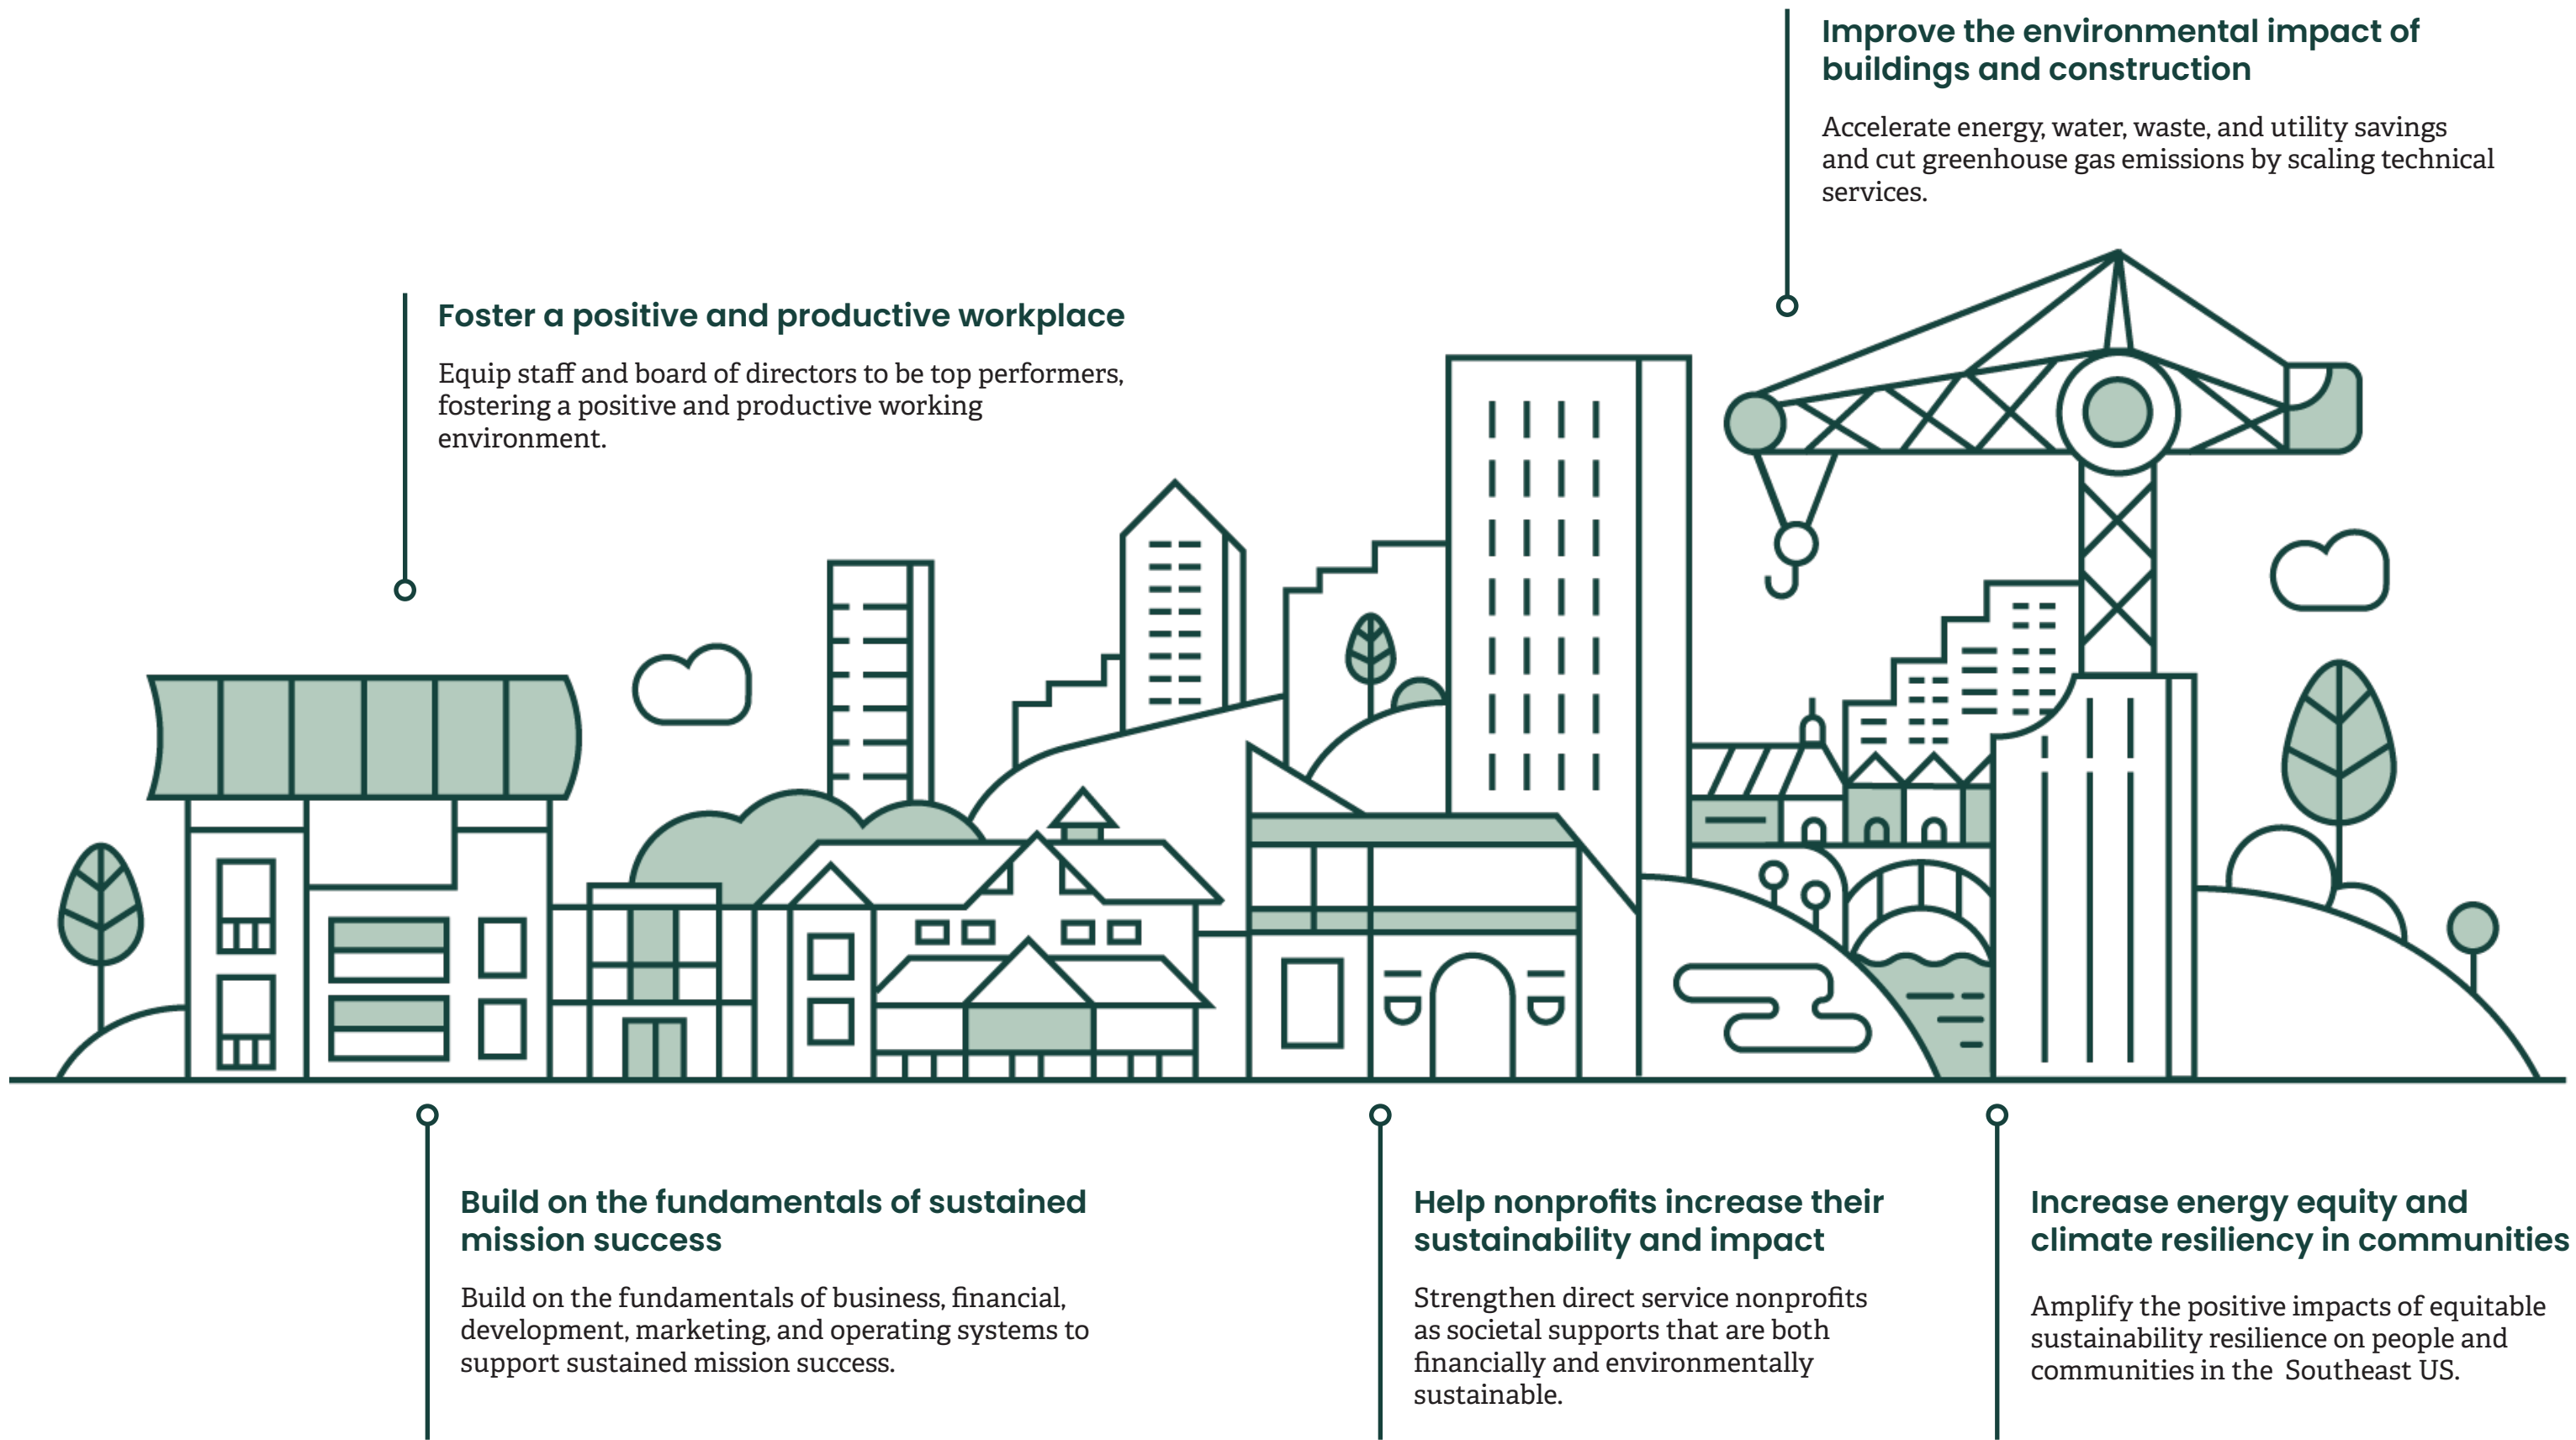 Improve the environmental impact of
buildings and construction
Accelerate energy, water, waste, and utility savings
and cut greenhouse gas emissions by scaling technical
services.
Foster a positive and productive workplace
Equip staff and board of directors to be top performers,
fostering a positive and productive working
environment.
Build on the fundamentals of sustained
mission success
Build on the fundamentals of business, financial,
development, marketing, and operating systems to
support sustained mission success.
Help nonprofits increase their
sustainability and impact
Strengthen direct service nonprofits
as societal supports that are both
financially and environmentally
sustainable.
Increase energy equity and
climate resiliency in communities
Amplify the positive impacts of equitable
sustainability resilience on people and
communities in the  Southeast US.